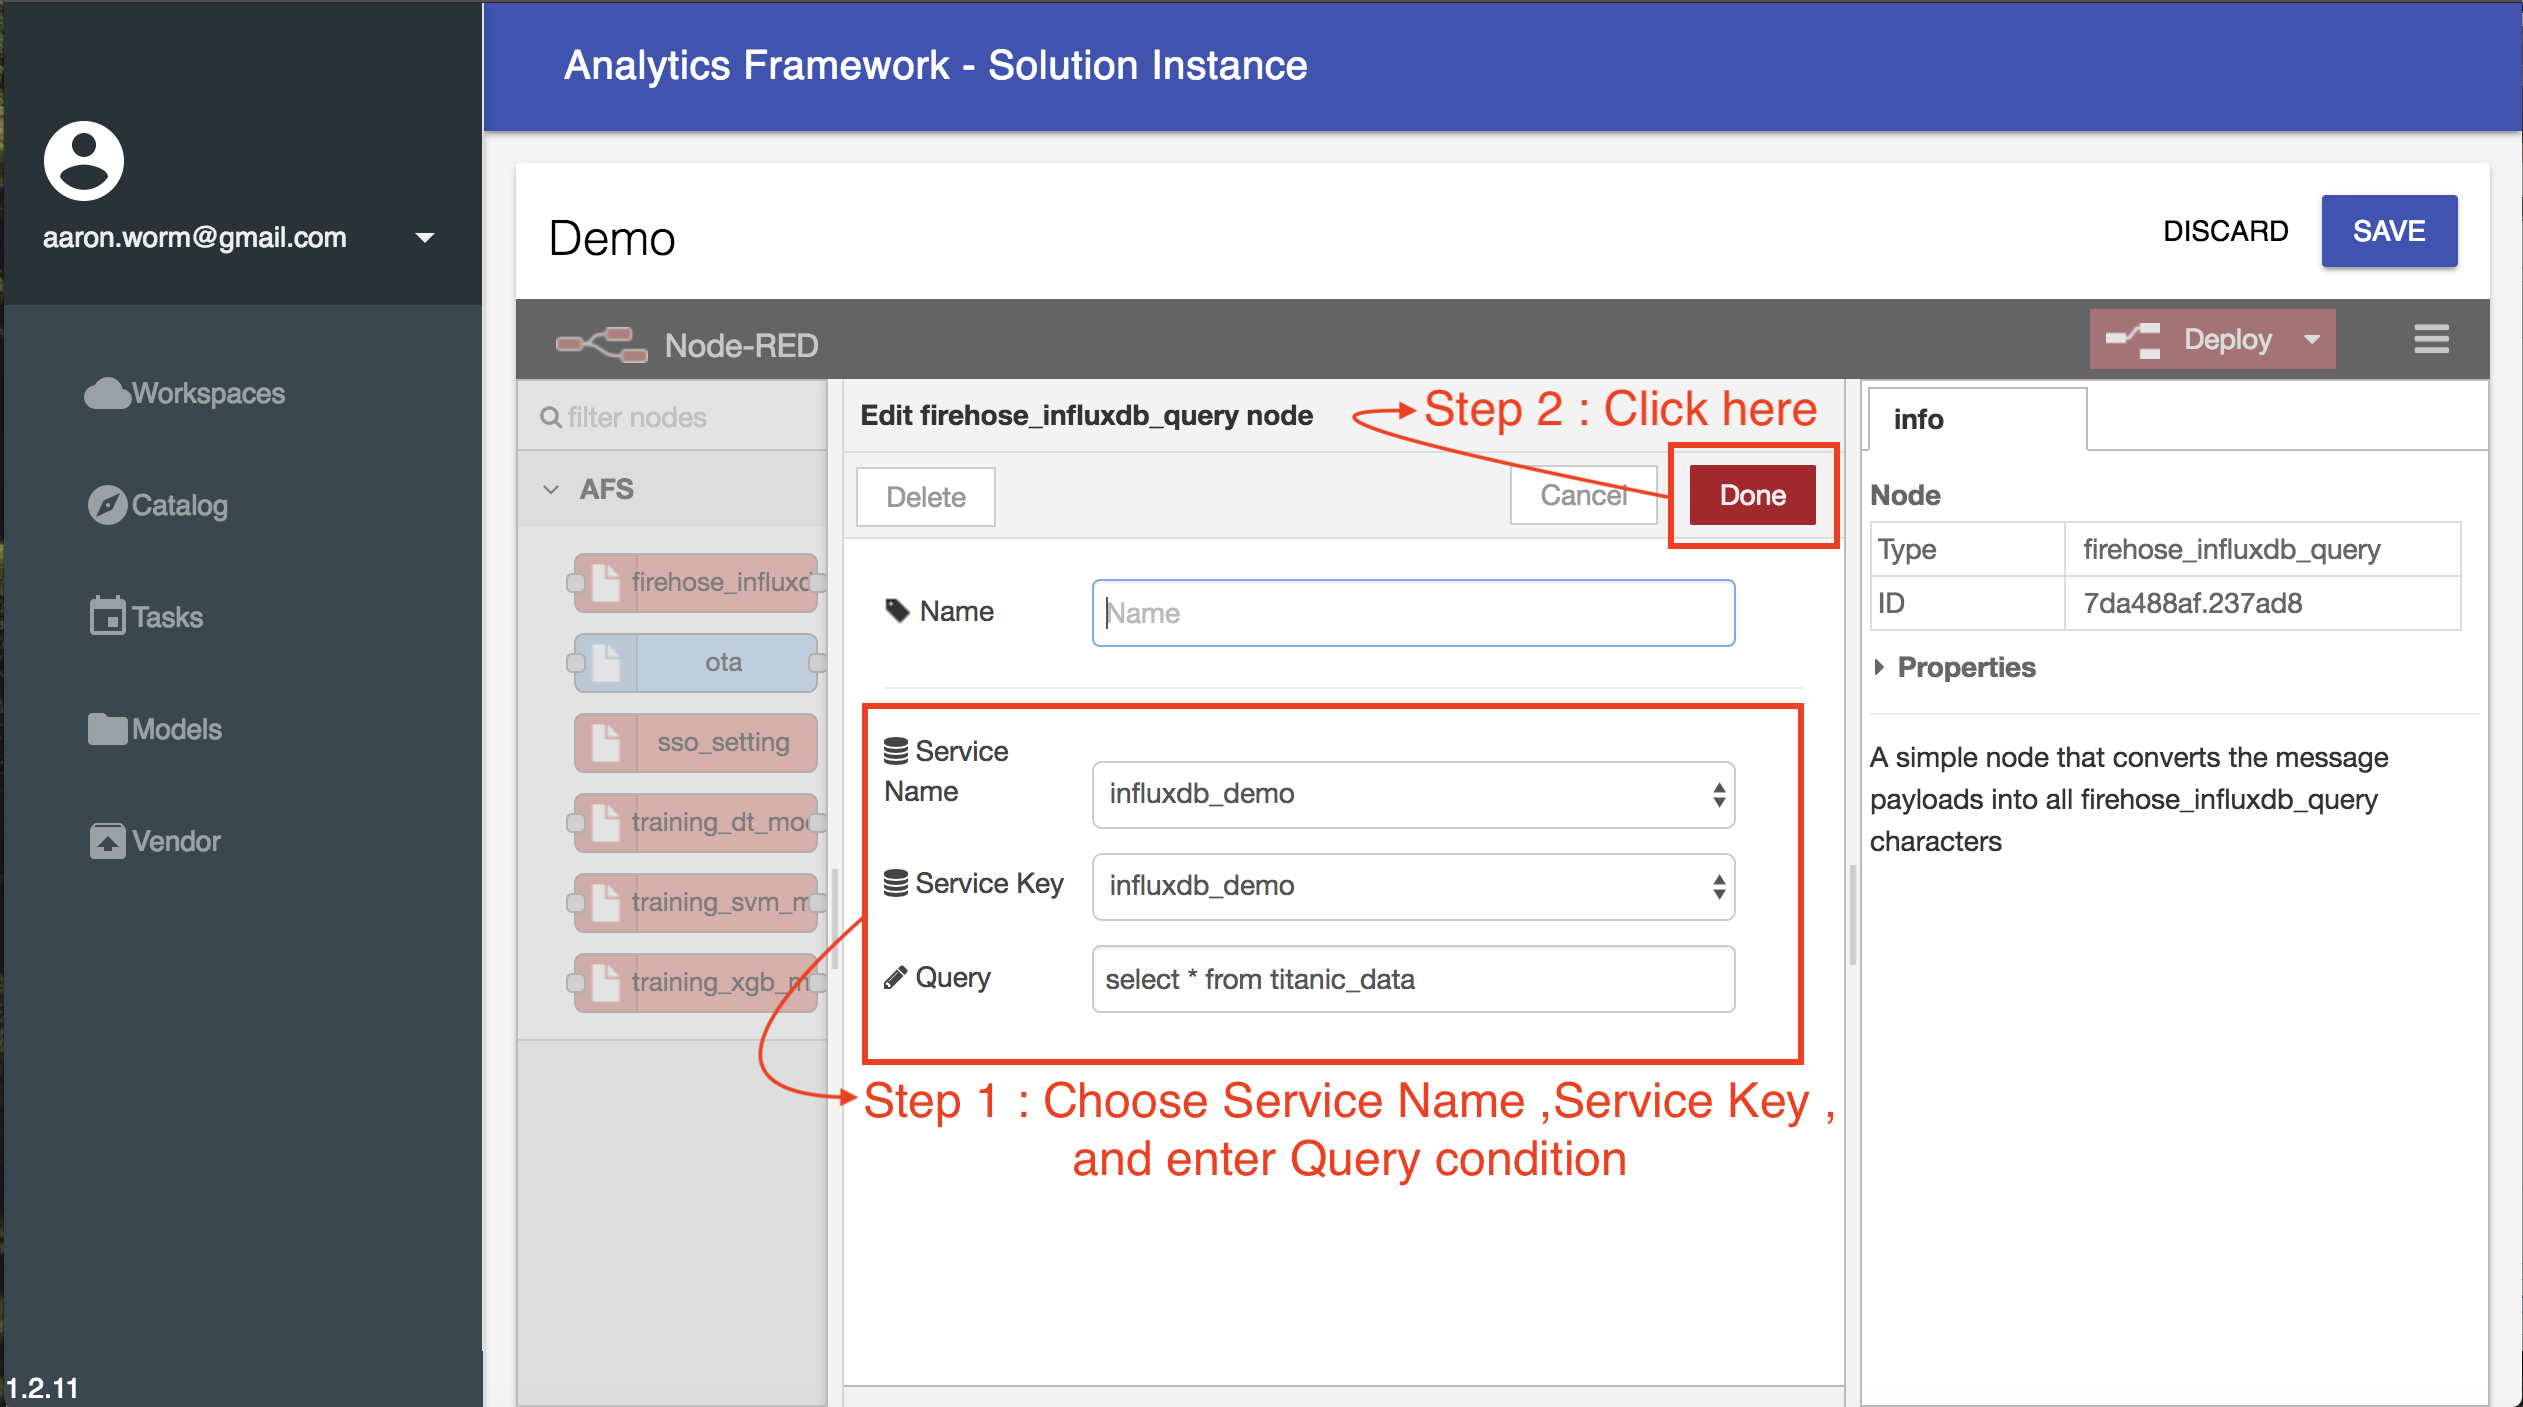 Analytics Framework - Solution Instance
aaron.worm@gmail.com
Workspaces
Catalog
Tasks
Models
Vendor
1.2.11
Demo
DISCARD
SAVE
Node-RED
Deploy
filter nodes
AFS
firehose_influxd
ota
sso_setting
training_dt_mod
training_svm_m
training_xgb_m
Edit firehose_influxdb_query node
Step 2 : Click here
Delete
Cancel
Done
Name
Name
Service
Name
influxdb_demo
Service Key
influxdb_demo
Query
select * from titanic_data
Step 1 : Choose Service Name ,Service Key ,
and enter Query condition
info
Node
Type firehose_influxdb_query
ID 7da488af.237ad8
Properties
A simple node that converts the message
payloads into all firehose_influxdb_query
characters